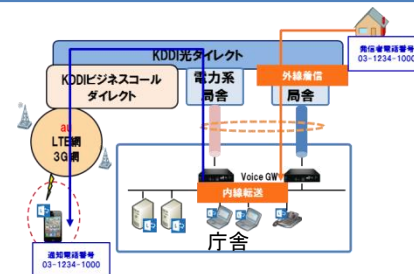 発信者電話番号
03-1234-1000
KDDI光ダイレクト
KDDIビジネスコール
ダイレクト
電力系
局舎
外線着信
局舎
au
LTE網
3G網
Voice GW
内線転送
庁舎
通知電話番号
03-1234-1000